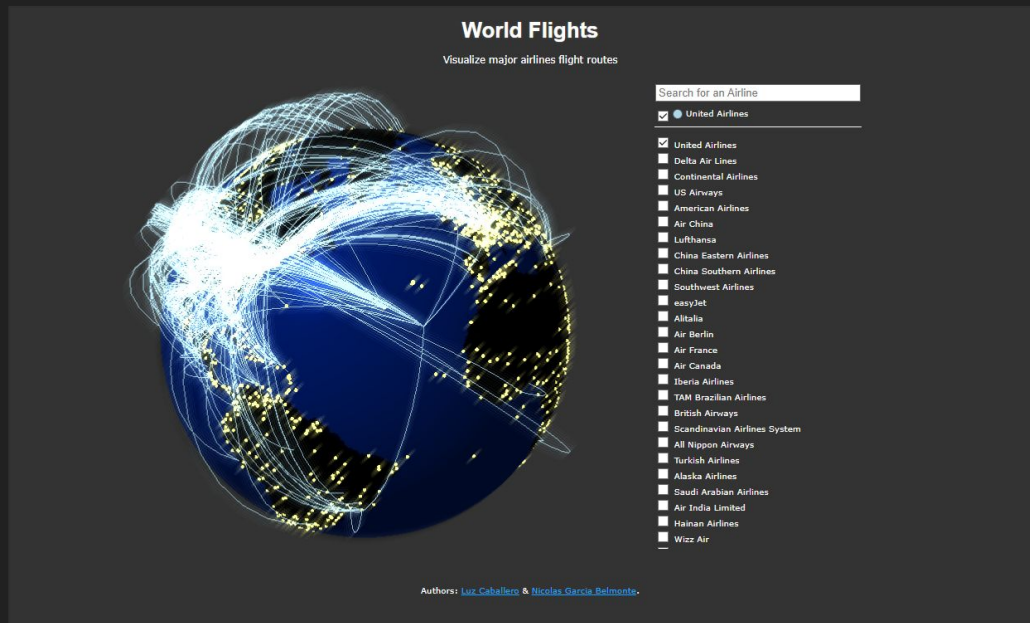 World Flights
Visualize major airlines flight routes
Search for an Airline
United Airlines
United Airlines
Delta Air Lines
Continental Airlines
US Airways
American Airlines
Air China
Lufthansa
China Eastern Airlines
China Southern Airlines
Southwest Airlines
easyJet
Alitalia
Air Berlin
Air France
Air Canada
Iberia Airlines
TAM Brazilian Airlines
British Airways
Scandinavian Airlines System
All Nippon Airways
Turkish Airlines
Alaska Airlines
Saudi Arabian Airlines
Air India Limited
Hainan Airlines
Wizz Air
Authors: Luz Caballero & Nicolas Garcia Belmonte.